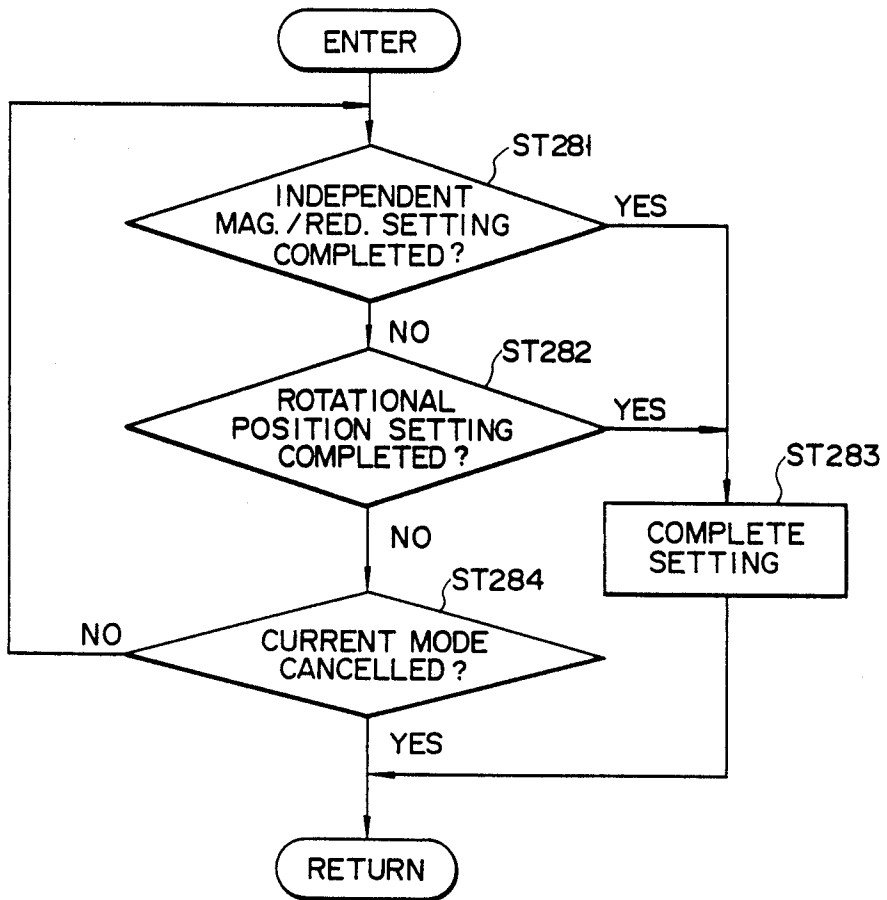 ENTER
ST281
INDEPENDENT
MAG./RED. SETTING
COMPLETED?
YES
NO
ST282
ROTATIONAL
POSITION SETTING
COMPLETED?
YES
ST283
COMPLETE
SETTING
NO
ST284
CURRENT MODE
CANCELLED?
NO
YES
RETURN